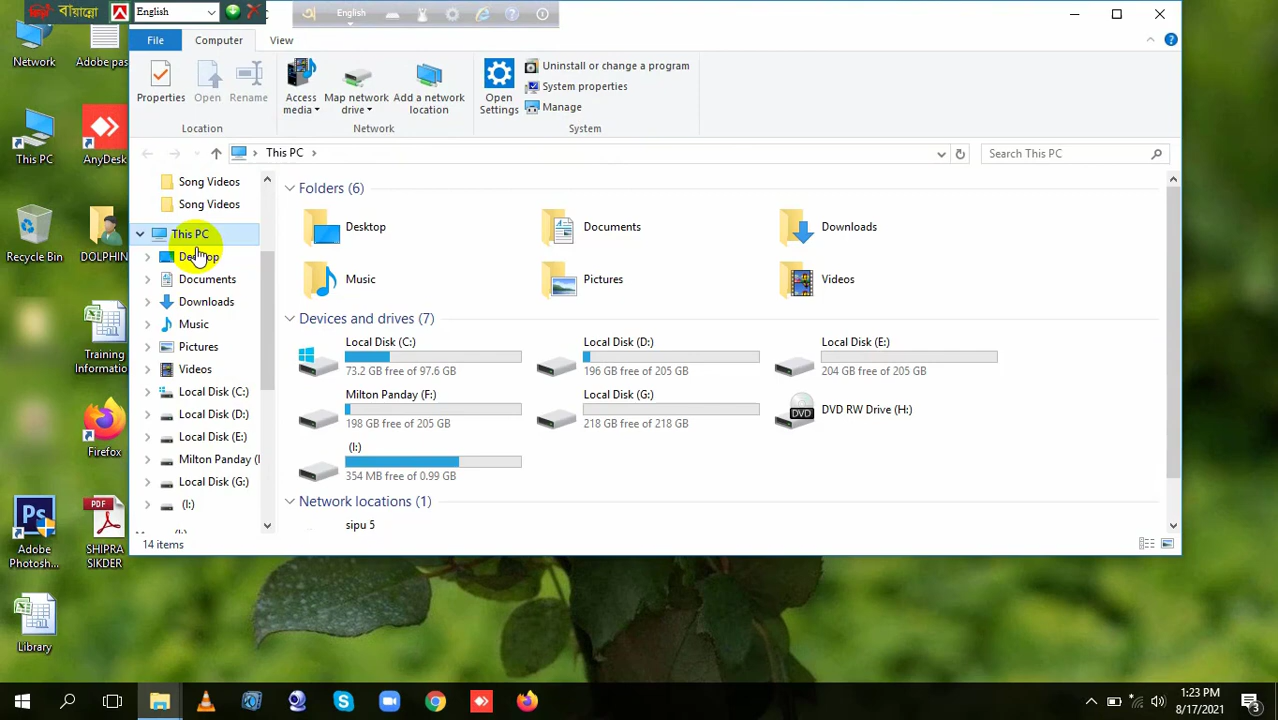 বায়ান্নো English
English
File Computer View
Properties Open Rename Access media Map network drive Add a network location Open Settings
Uninstall or change a program
System properties
Manage
Location Network System
This PC
Search This PC
Network
Adobe pas
This PC
AnyDesk
Recycle Bin
DOLPHIN
Training Informatio...
Firefox
Adobe Photosh...
SHIPRA SIKDER
Library
Song Videos
Song Videos
This PC
Desktop
Documents
Downloads
Music
Pictures
Videos
Local Disk (C:)
Local Disk (D:)
Local Disk (E:)
Milton Panday (
Local Disk (G:)
(I:)
Folders (6)
Desktop Documents Downloads
Music Pictures Videos
Devices and drives (7)
Local Disk (C:) Local Disk (D:) Local Disk (E:)
73.2 GB free of 97.6 GB 196 GB free of 205 GB 204 GB free of 205 GB
Milton Panday (F:) Local Disk (G:) DVD RW Drive (H:)
198 GB free of 205 GB 218 GB free of 218 GB
(I:)
354 MB free of 0.99 GB
Network locations (1)
sipu 5
14 items
1:23 PM
8/17/2021
3